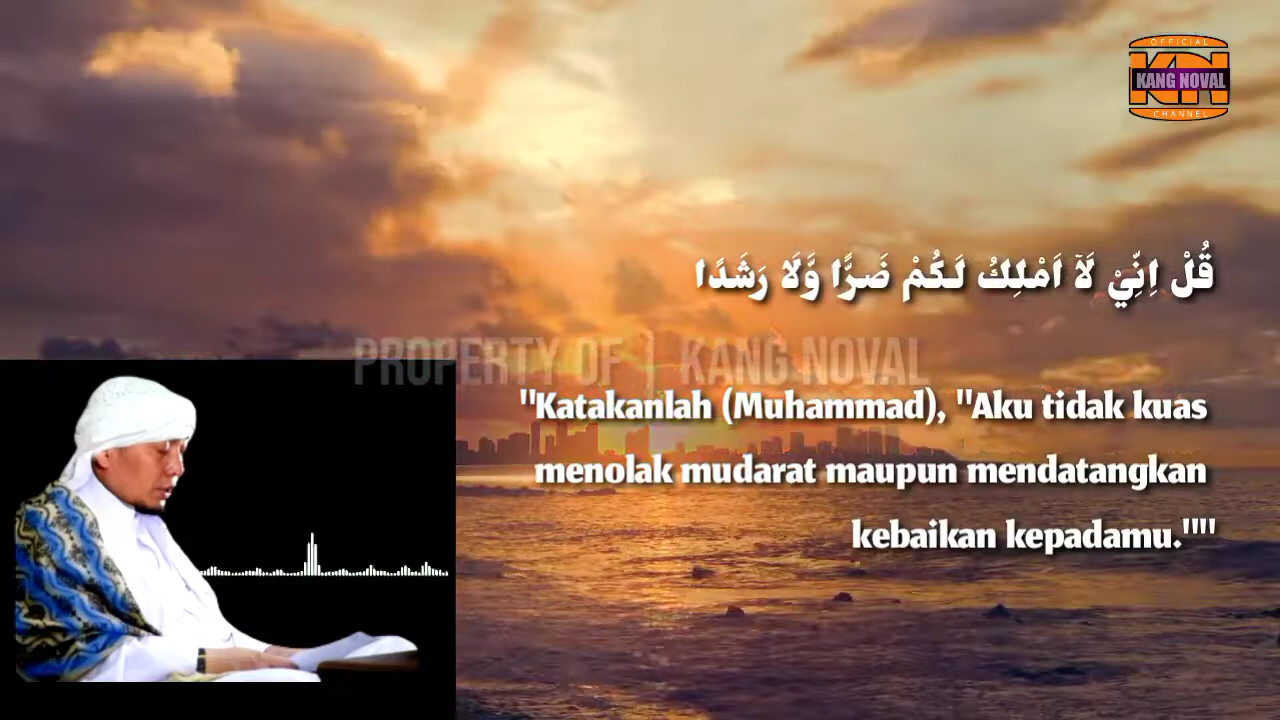 OFFICIAL
KN
KANG NOVAL
CHANNEL
قُلْ اِنِّيْ لَآ اَمْلِكُ لَكُمْ ضَرًّا وَّلَا رَشَدًا
PROPERTY OF | KANG NOVAL
"Katakanlah (Muhammad), "Aku tidak kuas
menolak mudarat maupun mendatangkan
kebaikan kepadamu.""